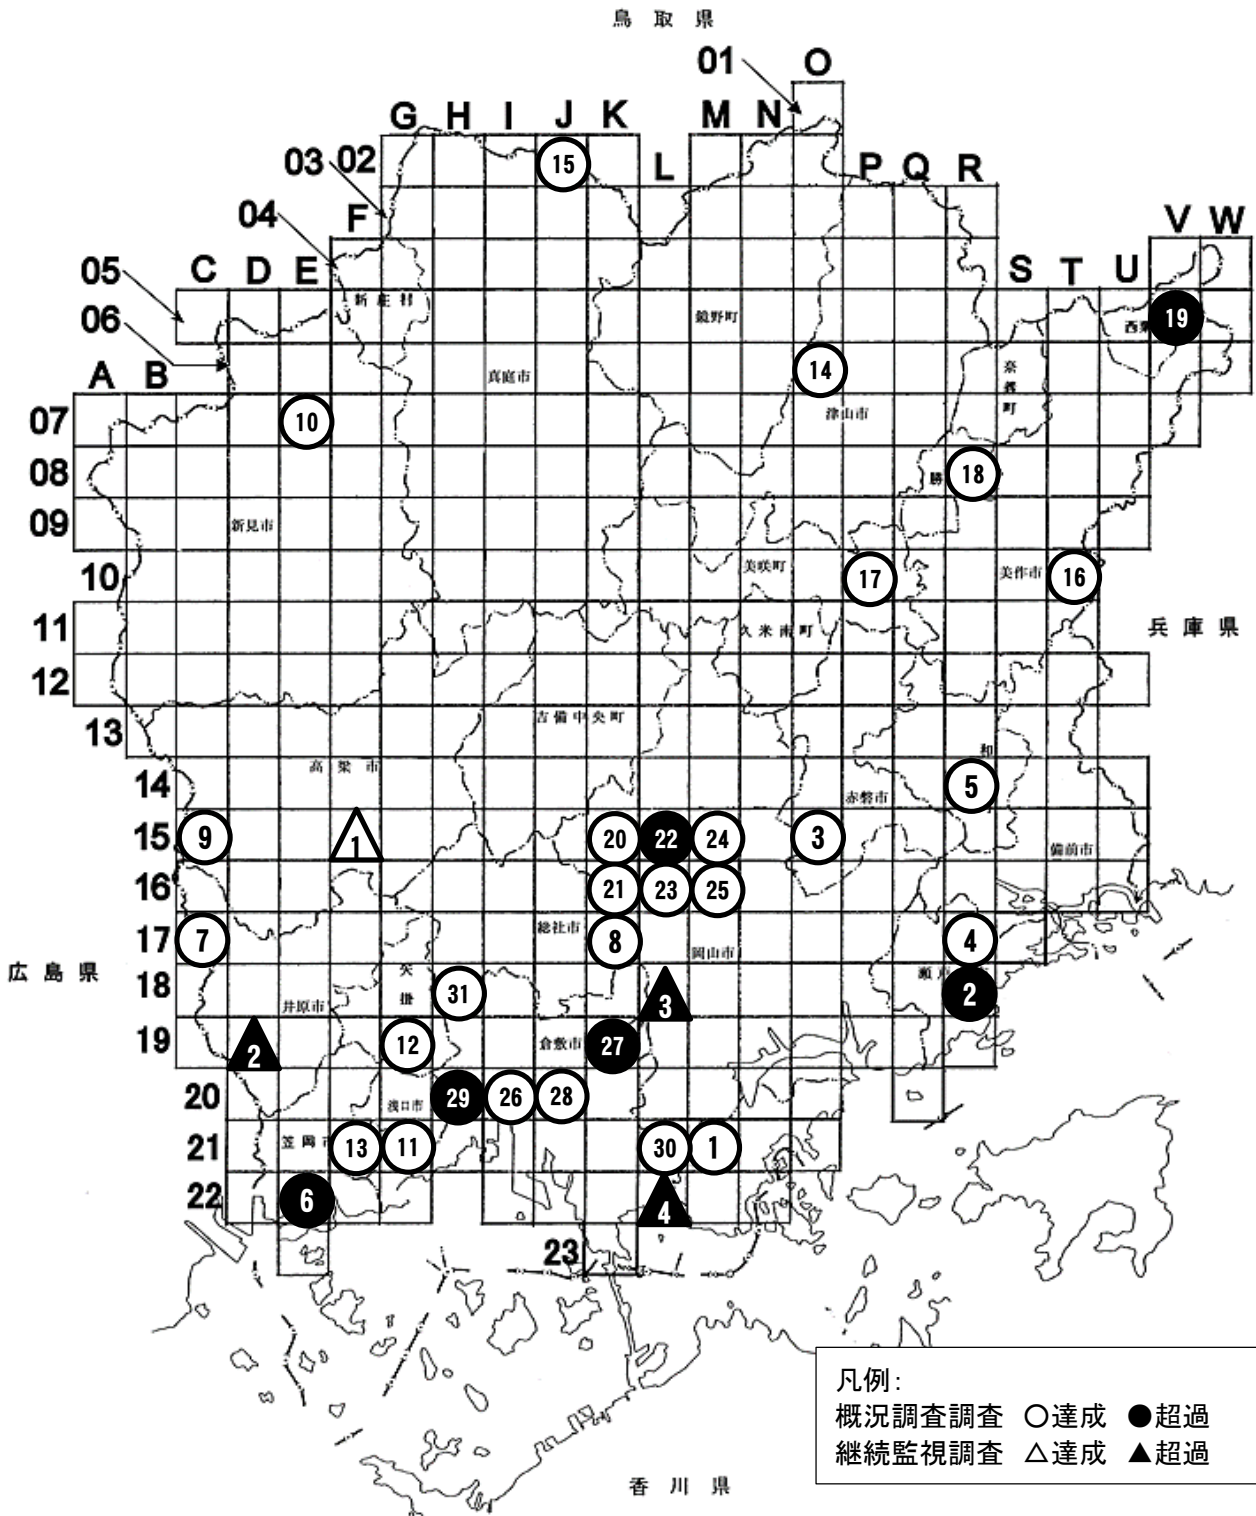 鳥取県
01 O
G H I J K M N
03 02 15 L P Q R
04 F V W
05 C D E S T U
新庄村
06 鏡野町 西粟 19
A B 真庭市 14 奈義町
07 10 津山市
08 勝 18
09 新見市
10 美咲町 17 美作市 16
11 久米南町 兵庫県
12
13 吉備中央町 和
14 高梁市 赤磐市 5
15 9 1 20 22 24 3 備前市
16 21 23 25
17 7 総社市 8 岡山市 4
広島県 矢掛
18 井原市 31 3 瀬戸 2
19 2 12 倉敷市 27
20 浅口市 29 26 28
21 笠岡市 13 11 30 1
22 6 4
23
凡例：
概況調査調査 ○達成 ●超過
継続監視調査 △達成 ▲超過
香川県